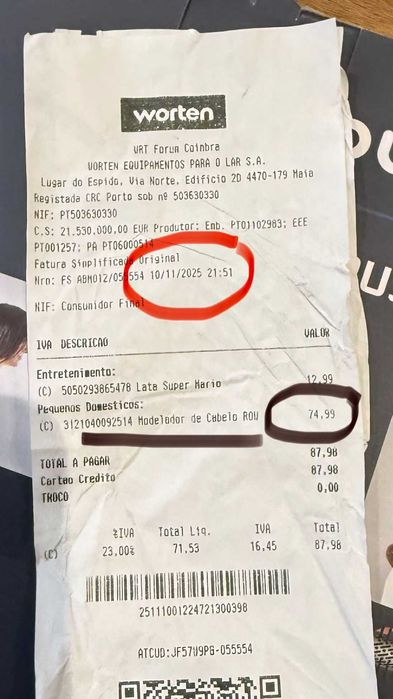 worten
WRT Forum Coimbra
WORTEN EQUIPAMENTOS PARA O LAR S.A.
Lugar do Espido, Via Norte, Edificio 2D 4470-179 Maia
Registada CRC Porto sob nº 503630330
NIF: PT503630330
C.S: 21.530.000,00 EUR Produtor: Emb. PT01102983; EEE
PT001257; PA PT06000514
Fatura Simplificada Original
Nro: FS ABM012/055554 10/11/2025 21:51
NIF: Consumidor Final
IVA DESCRICAO VALOR
Entretenimento:
(C) 5050293865478 Lata Super Mario 12,99
Pequenos Domesticos:
(C) 3121040092514 Modelador de Cabelo ROW 74,99
87,98
TOTAL A PAGAR 87,98
Cartao Credito 0,00
TROCO
%IVA Total Liq. IVA Total
(C) 23,00% 71,53 16,45 87,98
25111001224721300398
ATCUD:JF57W9PG-055554